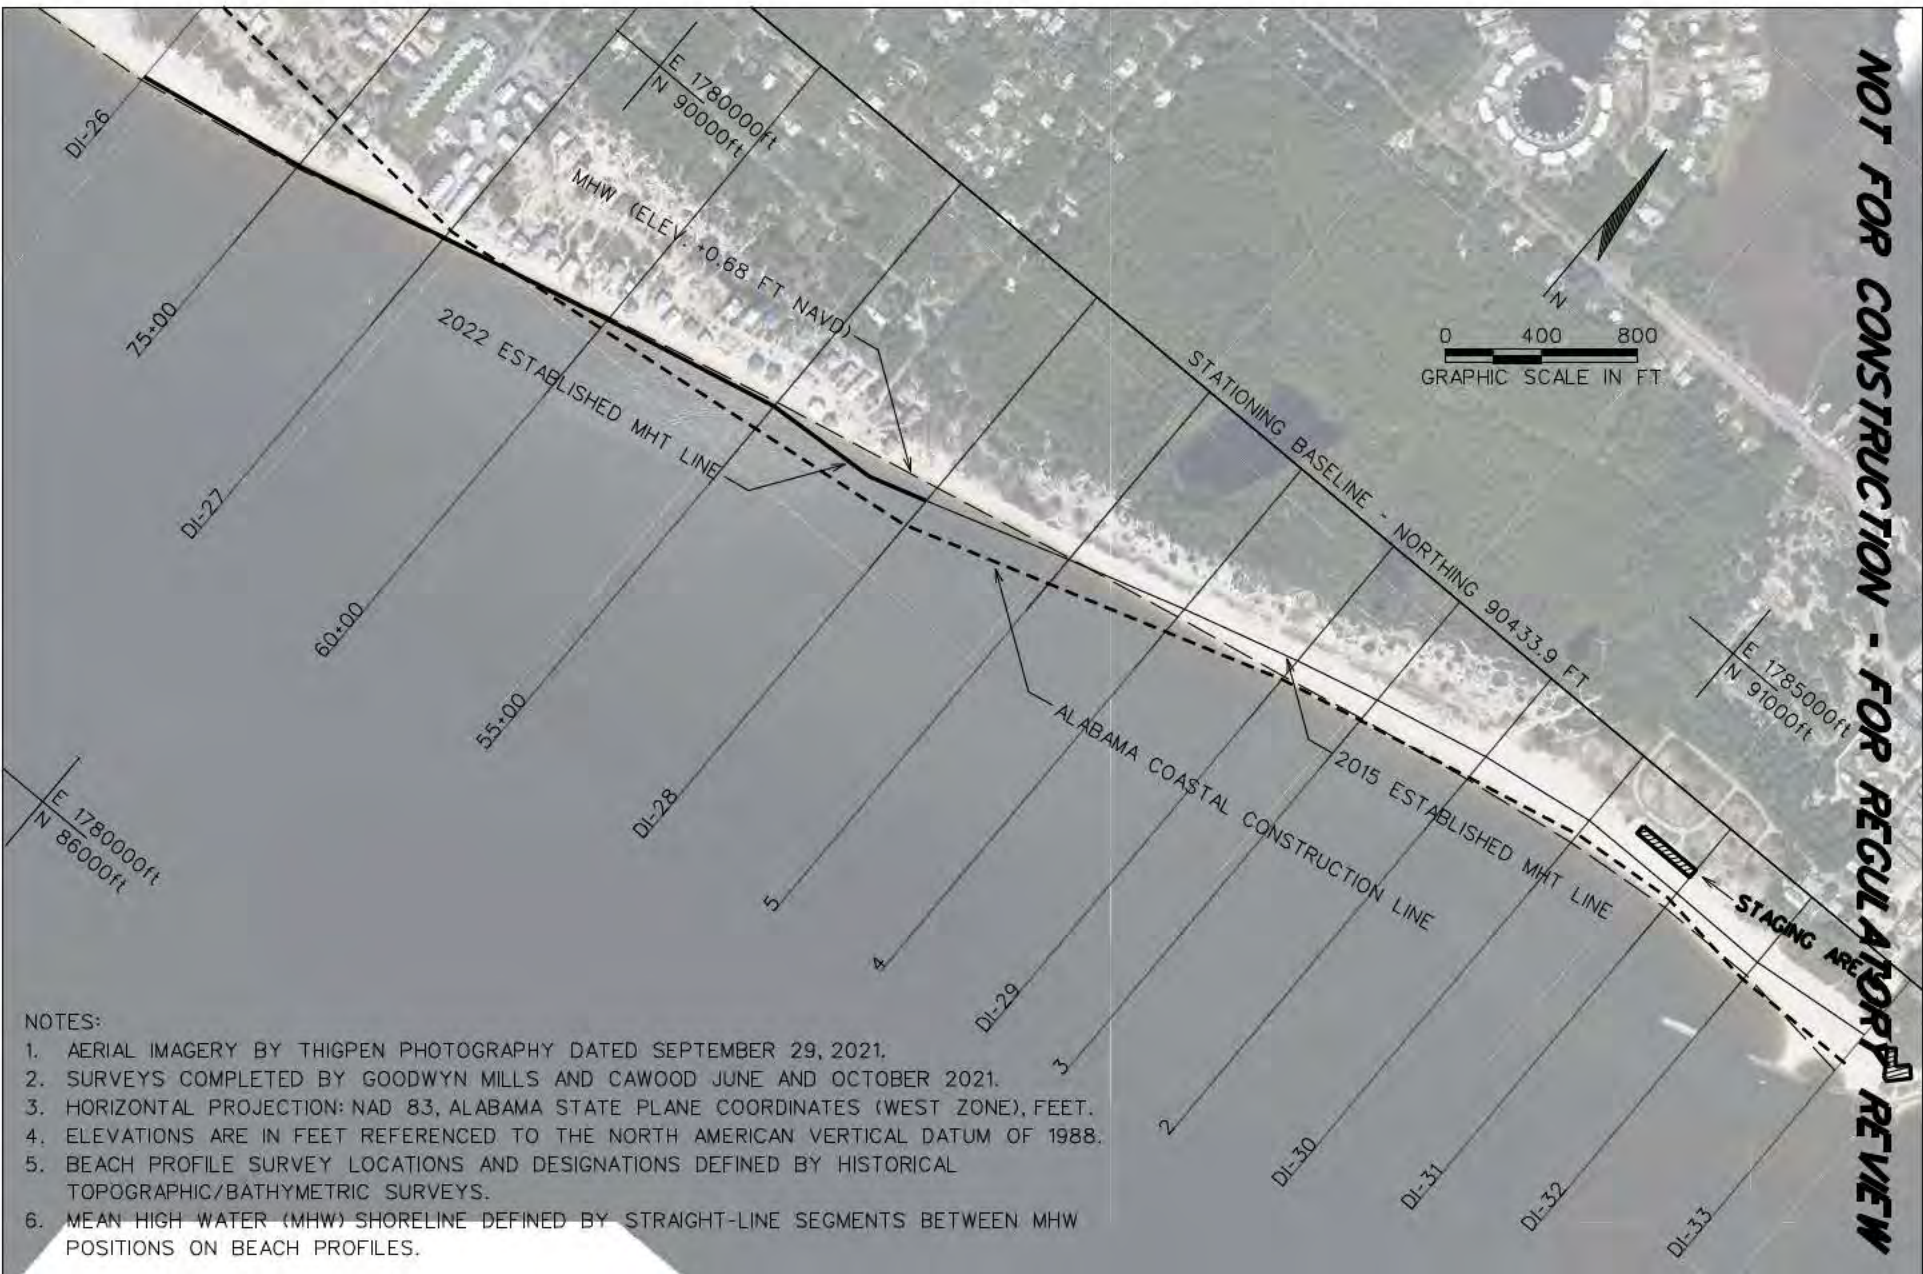 DI-26
75+00
DI-27
60+00
55+00
DI-28
5
4
DI-29
3
2
DI-30
DI-31
DI-32
DI-33
E 1780000ft
N 90000ft
MHW (ELEV. +0.68 FT NAVD)
2022 ESTABLISHED MHT LINE
STATIONING BASELINE - NORTHING 90433.9 FT
N
0 400 800
GRAPHIC SCALE IN FT
E 1785000ft
N 91000ft
ALABAMA COASTAL CONSTRUCTION LINE
2015 ESTABLISHED MHT LINE
STAGING AREAS
E 1780000ft
N 86000ft
NOT FOR CONSTRUCTION - FOR REGULATORY REVIEW
NOTES:
1. AERIAL IMAGERY BY THIGPEN PHOTOGRAPHY DATED SEPTEMBER 29, 2021.
2. SURVEYS COMPLETED BY GOODWYN MILLS AND CAWOOD JUNE AND OCTOBER 2021.
3. HORIZONTAL PROJECTION: NAD 83, ALABAMA STATE PLANE COORDINATES (WEST ZONE), FEET.
4. ELEVATIONS ARE IN FEET REFERENCED TO THE NORTH AMERICAN VERTICAL DATUM OF 1988.
5. BEACH PROFILE SURVEY LOCATIONS AND DESIGNATIONS DEFINED BY HISTORICAL
TOPOGRAPHIC/BATHYMETRIC SURVEYS.
6. MEAN HIGH WATER (MHW) SHORELINE DEFINED BY STRAIGHT-LINE SEGMENTS BETWEEN MHW
POSITIONS ON BEACH PROFILES.